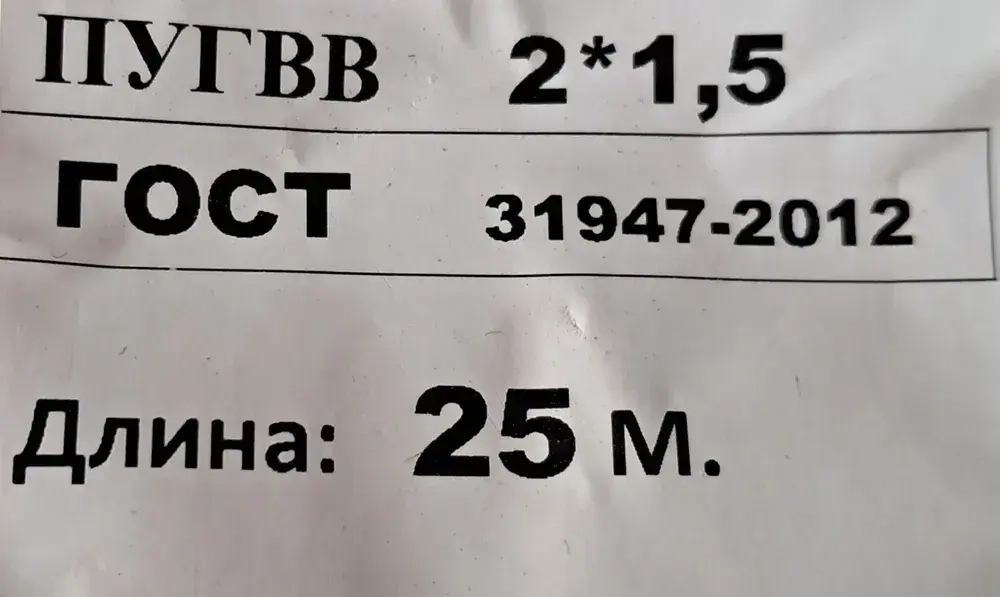 ПУГВВ 2*1,5
ГОСТ 31947-2012
Длина: 25 м.